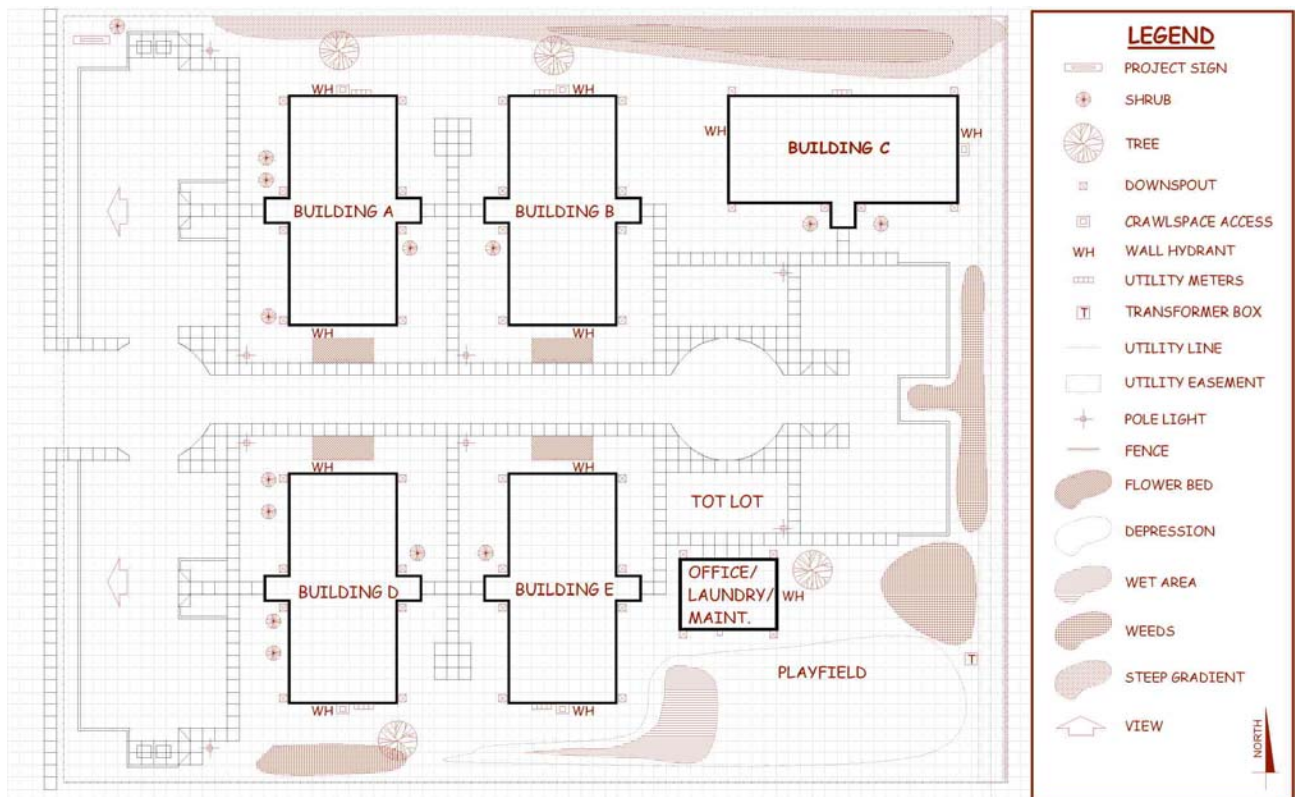 WH
WH
WH
WH
BUILDING C
WH
BUILDING A
BUILDING B
WH
WH
WH
WH
TOT LOT
BUILDING D
BUILDING E
OFFICE/
LAUNDRY/
MAINT.
WH
PLAYFIELD
T
WH
WH
LEGEND
PROJECT SIGN
SHRUB
TREE
DOWNSPOUT
CRAWLSPACE ACCESS
WH WALL HYDRANT
UTILITY METERS
T TRANSFORMER BOX
UTILITY LINE
UTILITY EASEMENT
POLE LIGHT
FENCE
FLOWER BED
DEPRESSION
WET AREA
WEEDS
STEEP GRADIENT
VIEW
NORTH